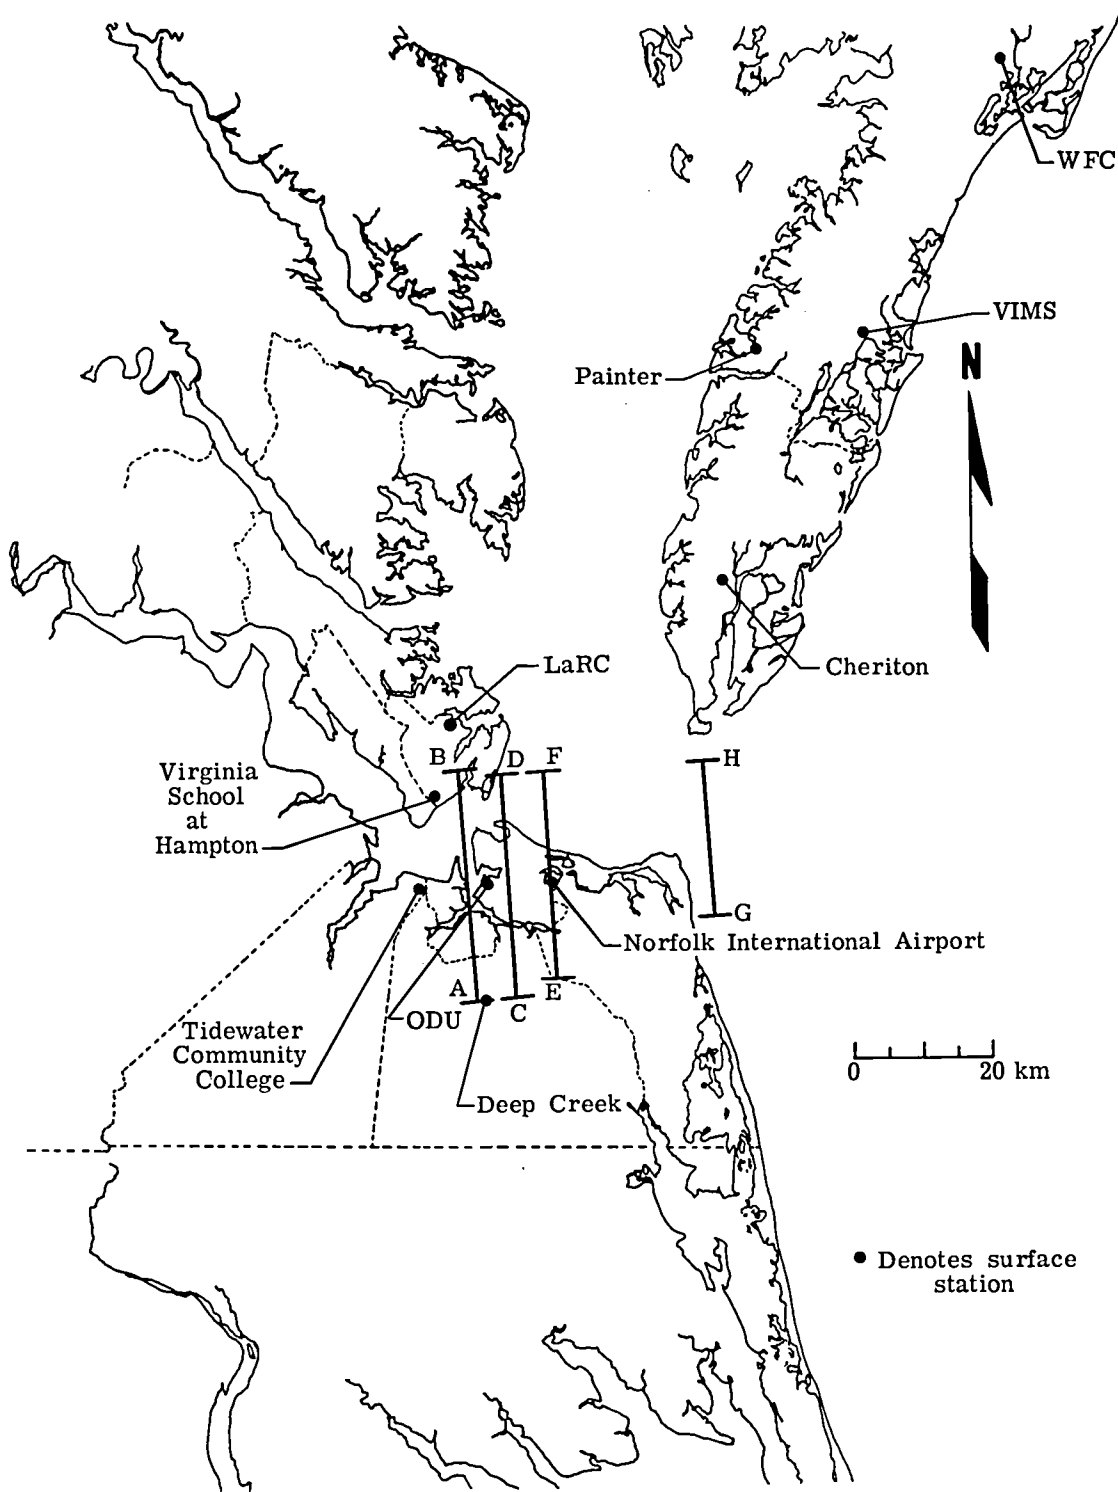 WFC
VIMS
N
Painter
Cheriton
LaRC
B
D
F
H
Virginia
School
at
Hampton
G
Norfolk International Airport
A
E
C
ODU
Tidewater
Community
College
0
20 km
Deep Creek
Denotes surface
station